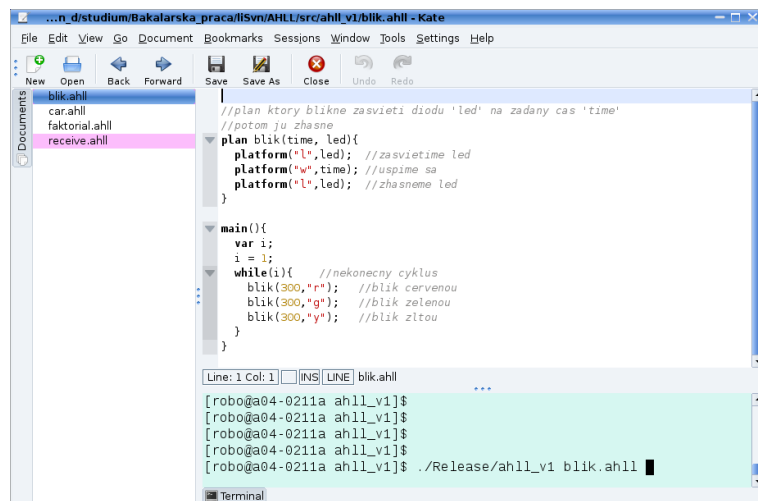 ...n_d/studium/Bakalarska_praca/liSvn/AHLL/src/ahll_v1/blik.ahll - Kate
File Edit View Go Document Bookmarks Sessions Window Tools Settings Help
New Open Back Forward Save Save As Close Undo Redo
Documents
blik.ahll
car.ahll
faktorial.ahll
receive.ahll
//plan ktory blikne zasvieti diodu 'led' na zadany cas 'time'
//potom ju zhasne
plan blik(time, led){
platform("l",led); //zasvietime led
platform("w",time); //uspime sa
platform("l",led); //zhasneme led
}
main(){
var i;
i = 1;
while(i){ //nekonecny cyklus
blik(300,"r"); //blik cervenou
blik(300,"g"); //blik zelenou
blik(300,"y"); //blik zltou
}
}
Line: 1 Col: 1 INS LINE blik.ahll
[robo@a04-0211a ahll_v1]$
[robo@a04-0211a ahll_v1]$
[robo@a04-0211a ahll_v1]$
[robo@a04-0211a ahll_v1]$
[robo@a04-0211a ahll_v1]$ ./Release/ahll_v1 blik.ahll
Terminal